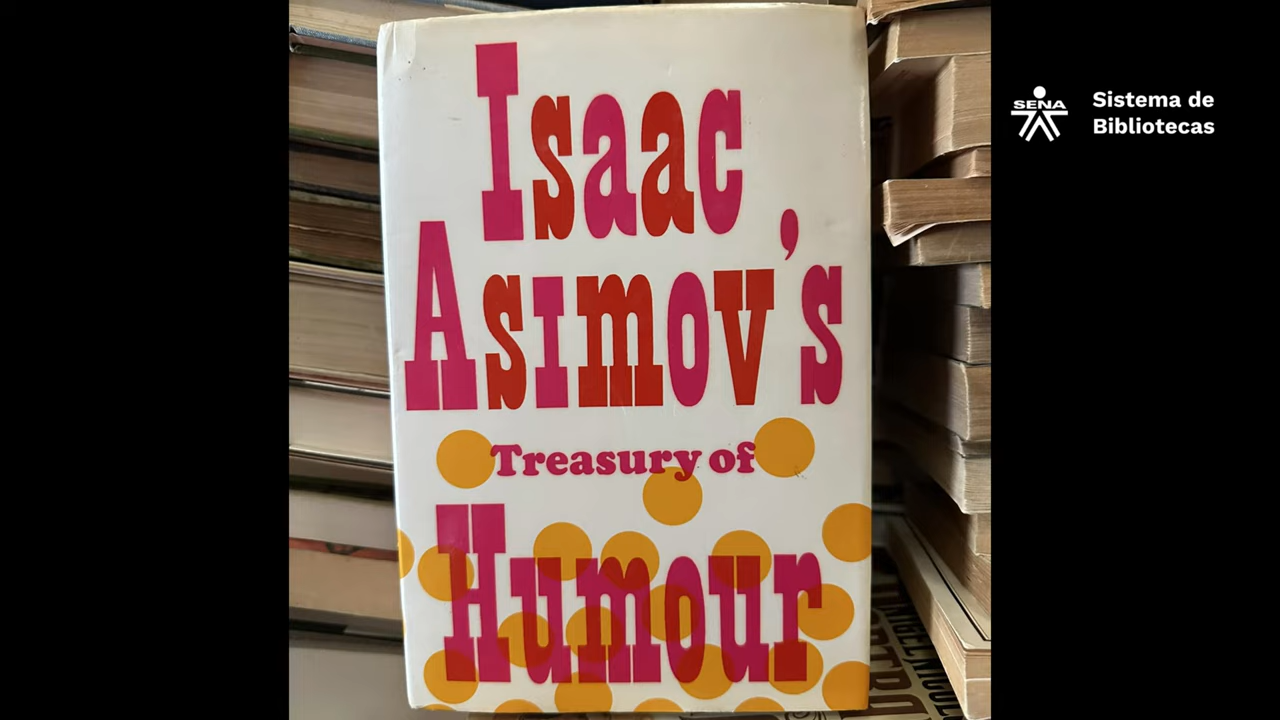 Isaac
Asimov's
Treasury of
Humour
SENA
Sistema de
Bibliotecas